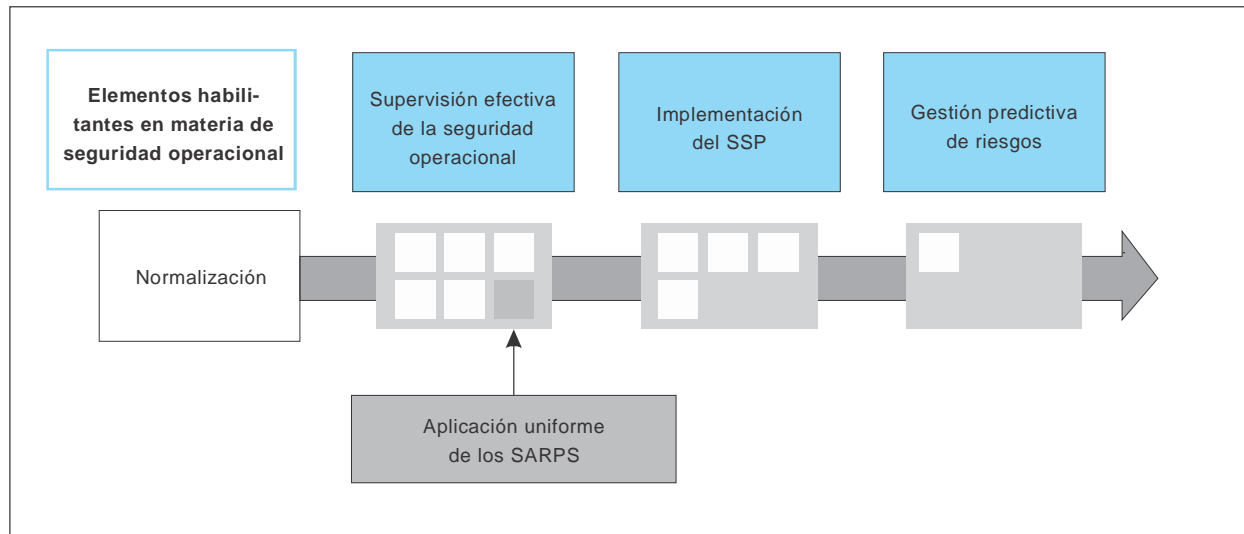 Elementos habili-
tantes en materia de
seguridad operacional
Supervisión efectiva
de la seguridad
operacional
Implementación
del SSP
Gestión predictiva
de riesgos
Normalización
Aplicación uniforme
de los SARPS